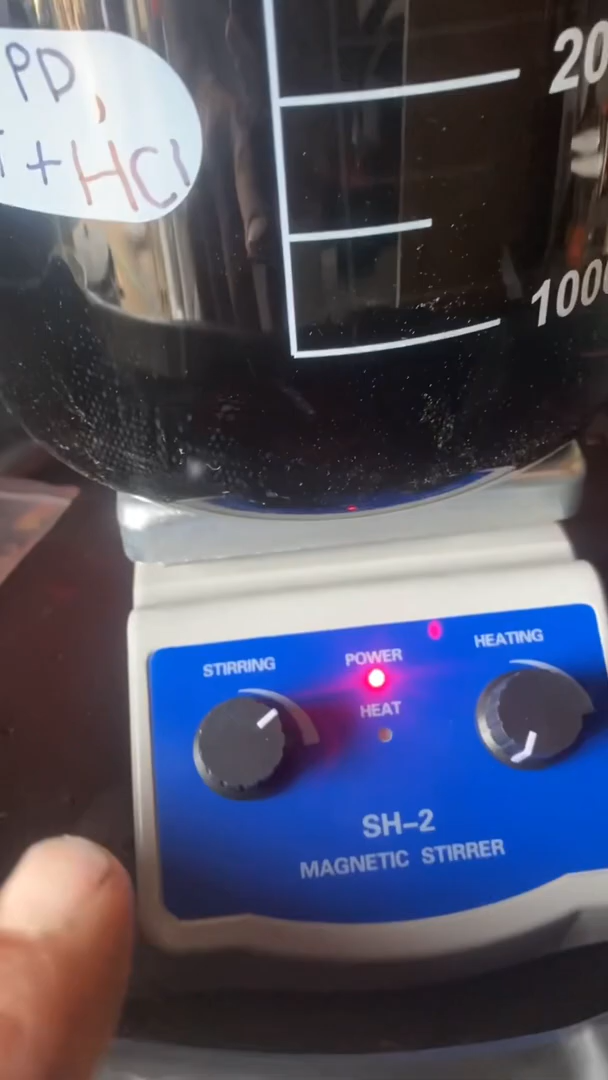 PD,
+HCl
20
1000
STIRRING
POWER
HEATING
HEAT
SH-2
MAGNETIC STIRRER